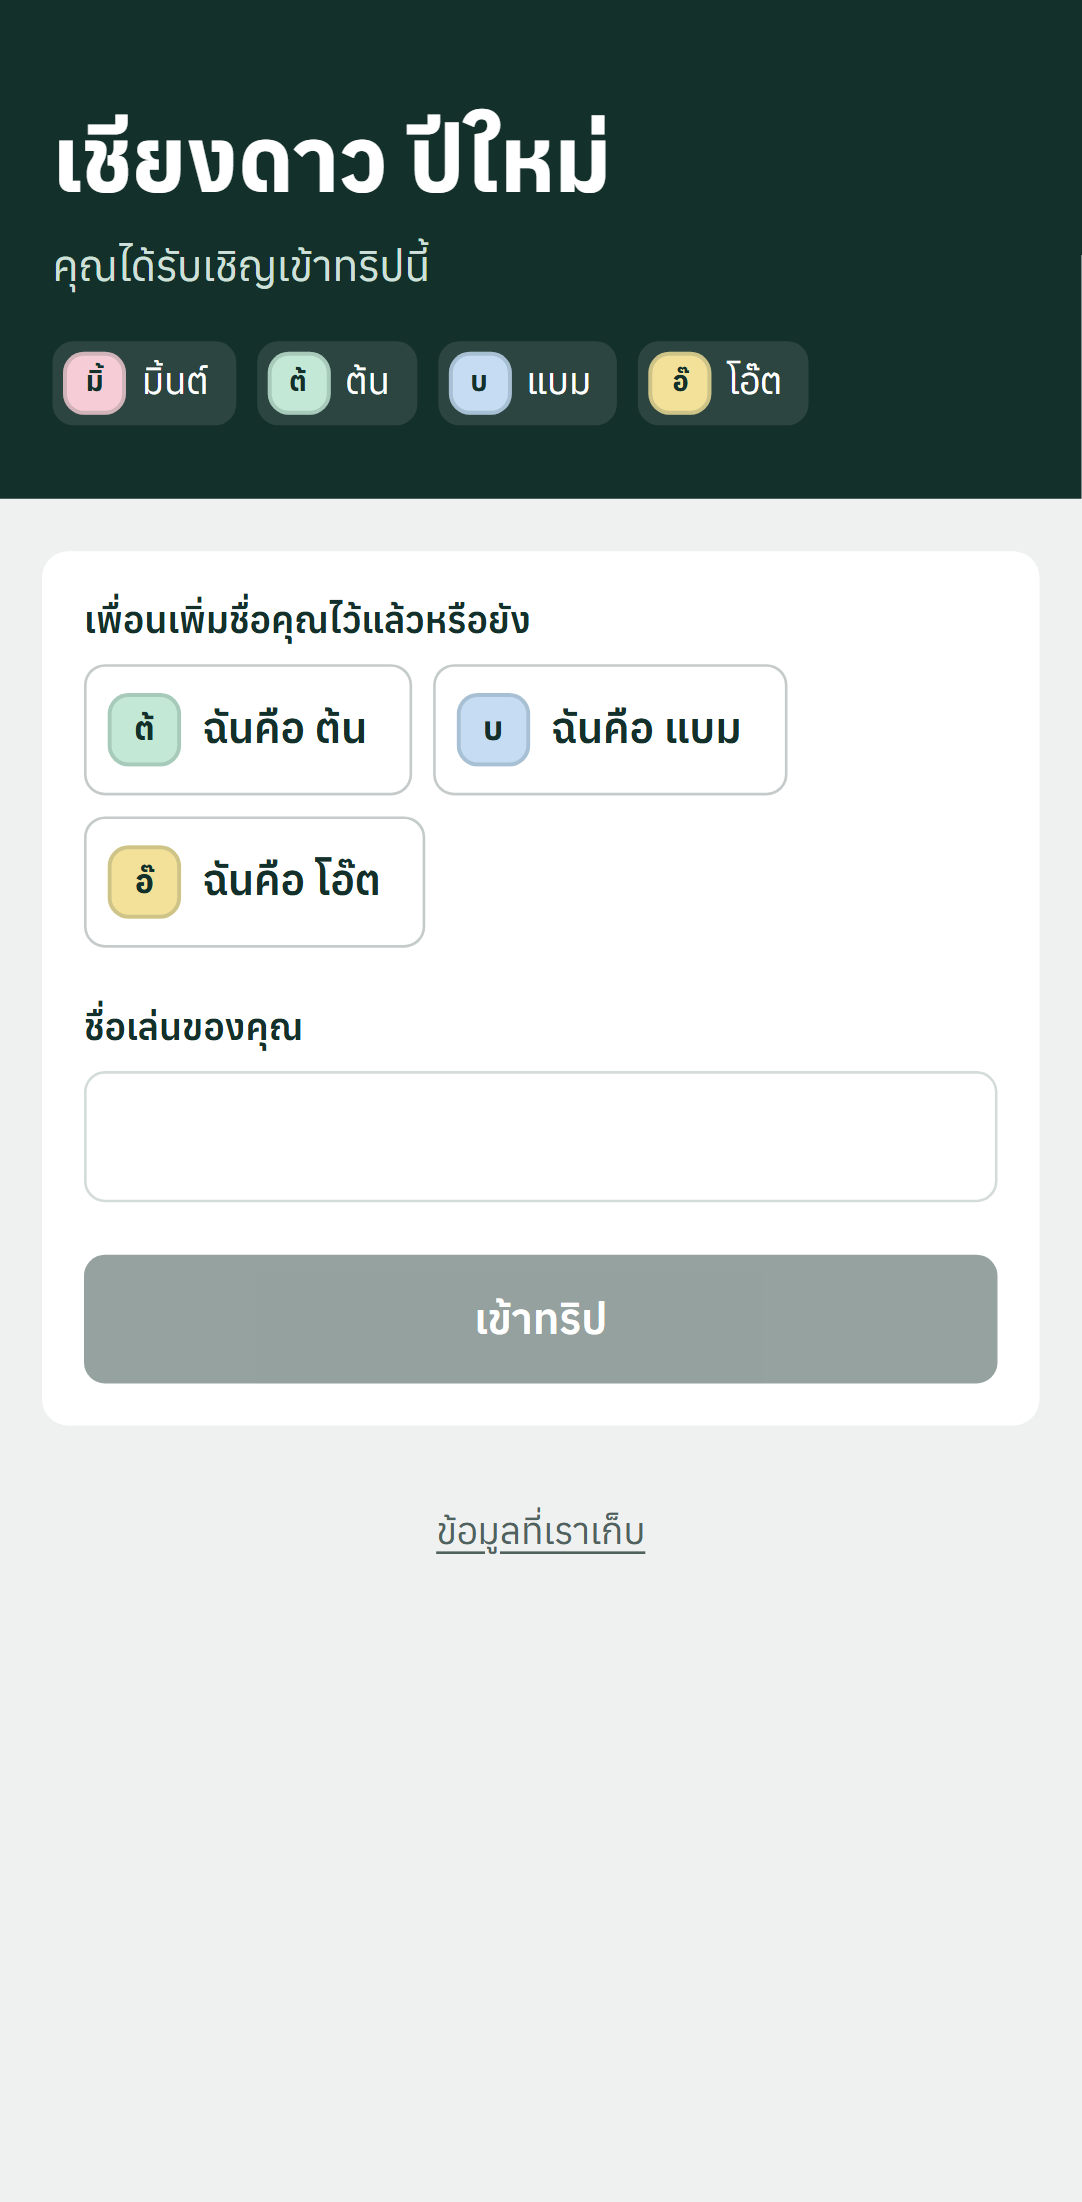 เชียงดาว ปีใหม่
คุณได้รับเชิญเข้าทริปนี้
มิ้ มิ้นต์ ต้ ต้น บ แบม อ๊ โอ๊ต
เพื่อนเพิ่มชื่อคุณไว้แล้วหรือยัง
ต้ ฉันคือ ต้น บ ฉันคือ แบม
อ๊ ฉันคือ โอ๊ต
ชื่อเล่นของคุณ
เข้าทริป
ข้อมูลที่เราเก็บ